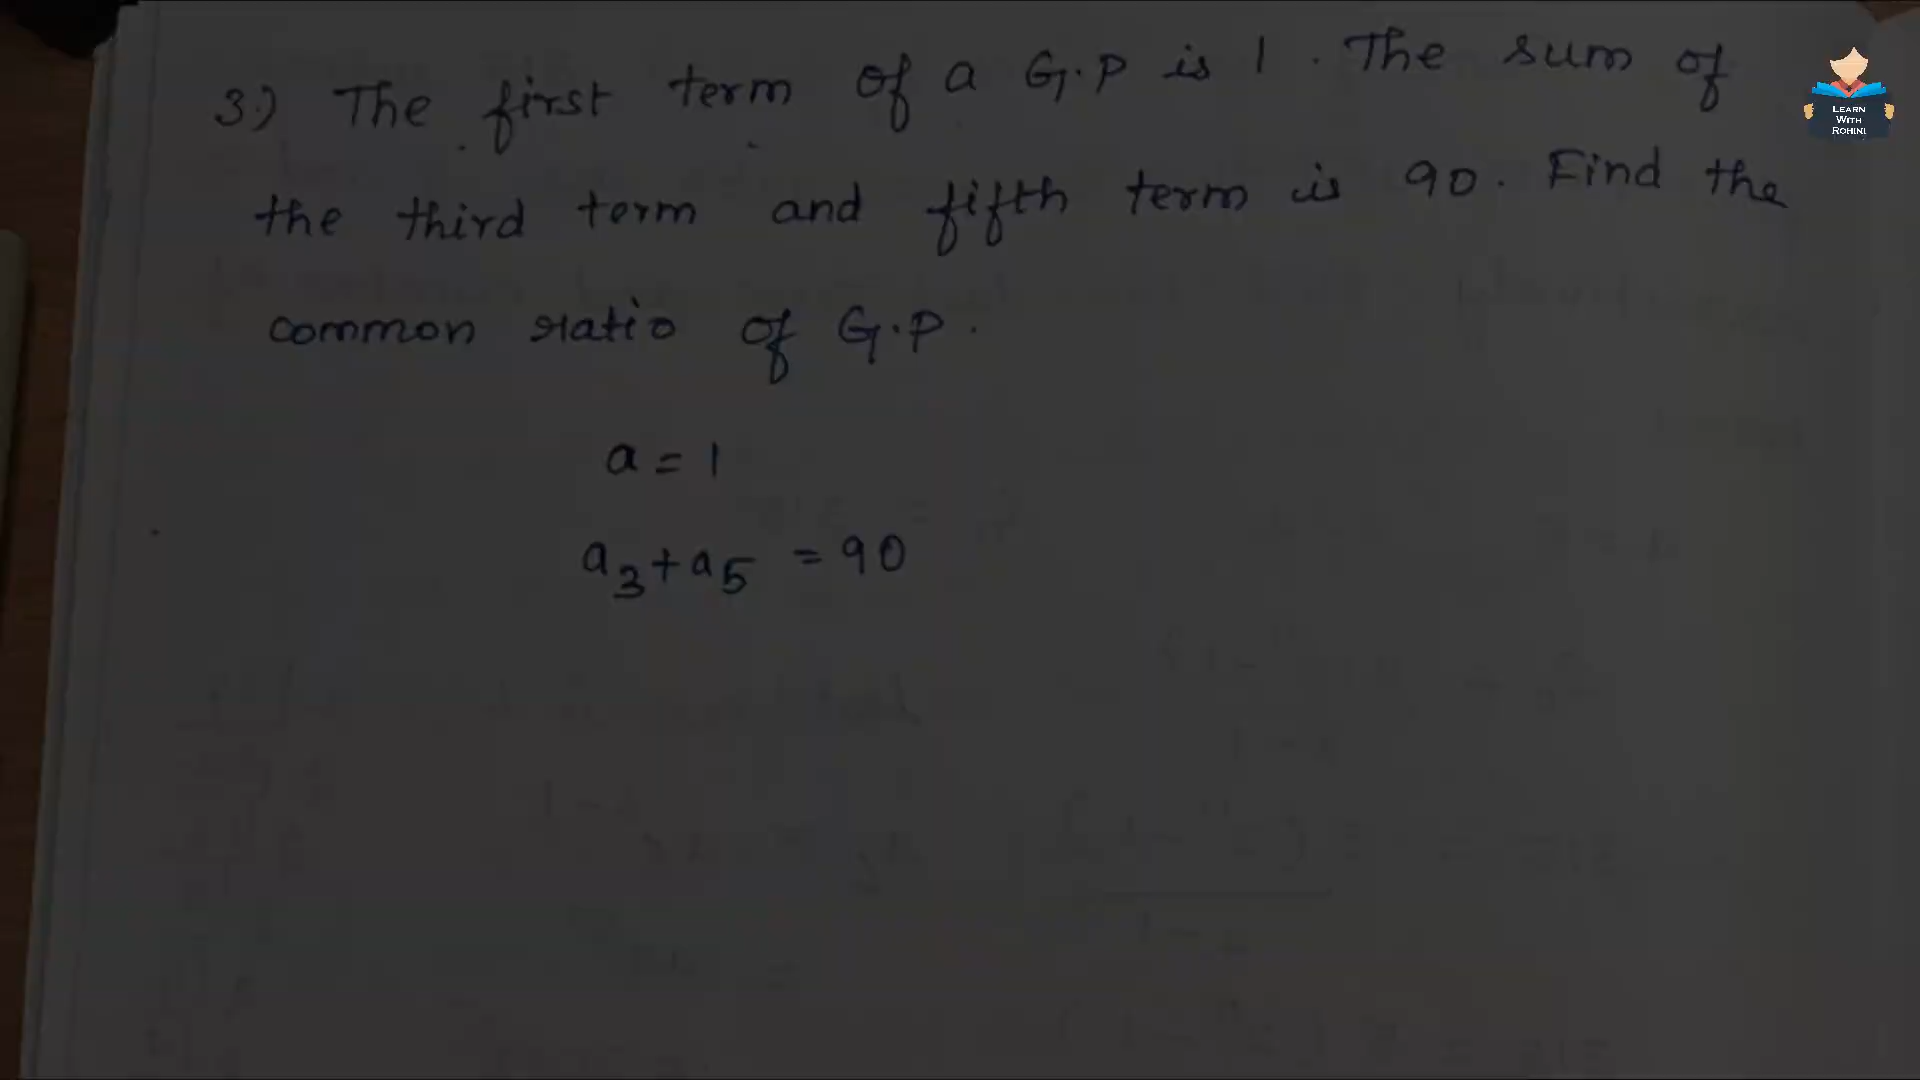 3.) The first term of a G.P is 1. The sum of
the third term and fifth term is 90. Find the
common ratio of G.P.
a = 1
a3+a5 = 90
LEARN
WITH
ROHINI